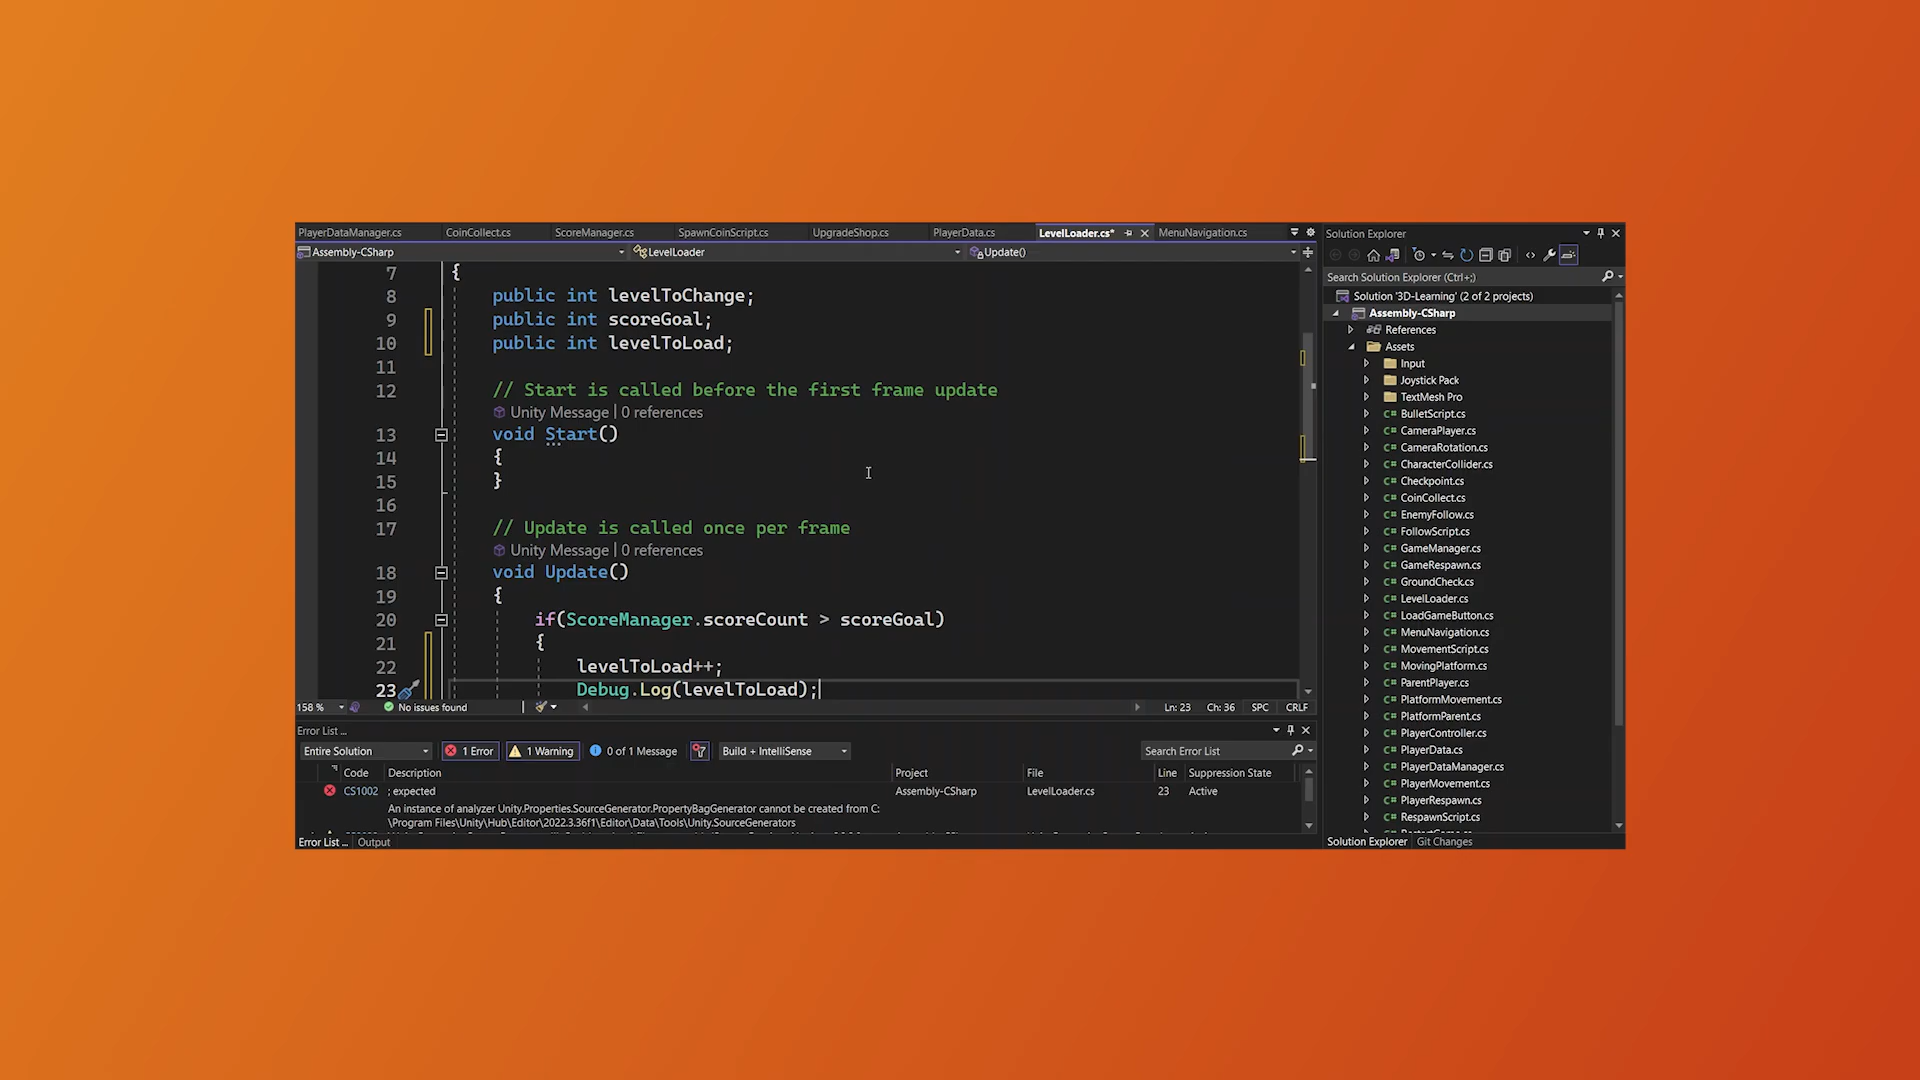 PlayerDataManager.cs CoinCollect.cs ScoreManager.cs SpawnCoinScript.cs UpgradeShop.cs PlayerData.cs LevelLoader.cs* MenuNavigation.cs
Assembly-CSharp LevelLoader Update()
7 {
8 public int levelToChange;
9 public int scoreGoal;
10 public int levelToLoad;
11
12 // Start is called before the first frame update
Unity Message | 0 references
13 void Start()
14 {
15 }
16
17 // Update is called once per frame
Unity Message | 0 references
18 void Update()
19 {
20 if(ScoreManager.scoreCount > scoreGoal)
21 {
22 levelToLoad++;
23 Debug.Log(levelToLoad);
158 % No issues found Ln: 23 Ch: 36 SPC CRLF
Error List ...
Entire Solution 1 Error 1 Warning 0 of 1 Message Build + IntelliSense Search Error List
Code Description Project File Line Suppression State
CS1002 ; expected Assembly-CSharp LevelLoader.cs 23 Active
An instance of analyzer Unity.Properties.SourceGenerator.PropertyBagGenerator cannot be created from C:
\Program Files\Unity\Hub\Editor\2022.3.36f1\Editor\Data\Tools\Unity.SourceGenerators
Error List ... Output
Solution Explorer
Search Solution Explorer (Ctrl+;)
Solution '3D-Learning' (2 of 2 projects)
Assembly-CSharp
References
Assets
Input
Joystick Pack
TextMesh Pro
BulletScript.cs
CameraPlayer.cs
CameraRotation.cs
CharacterCollider.cs
Checkpoint.cs
CoinCollect.cs
EnemyFollow.cs
FollowScript.cs
GameManager.cs
GameRespawn.cs
GroundCheck.cs
LevelLoader.cs
LoadGameButton.cs
MenuNavigation.cs
MovementScript.cs
MovingPlatform.cs
ParentPlayer.cs
PlatformMovement.cs
PlatformParent.cs
PlayerController.cs
PlayerData.cs
PlayerDataManager.cs
PlayerMovement.cs
PlayerRespawn.cs
RespawnScript.cs
Solution Explorer Git Changes